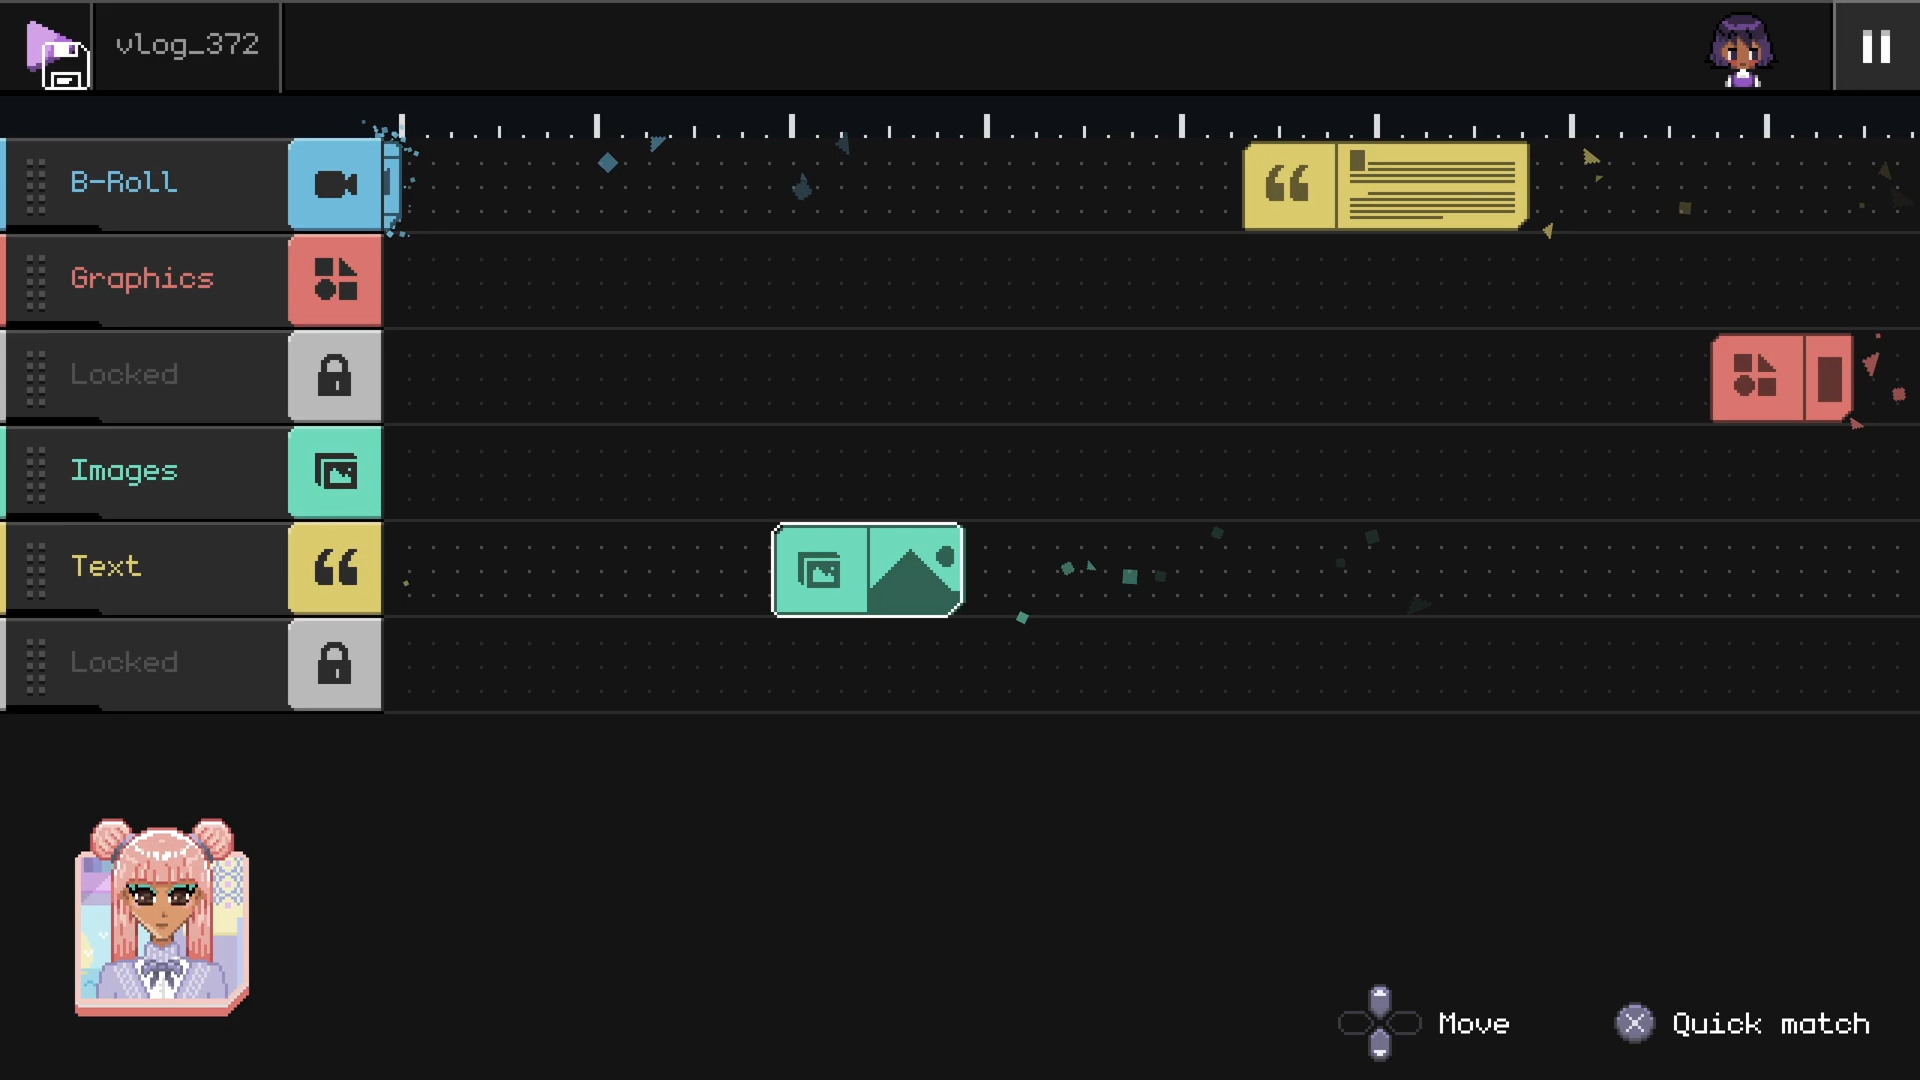 vlog_372
B-Roll
Graphics
Locked
Images
Text
Locked
Move
Quick match